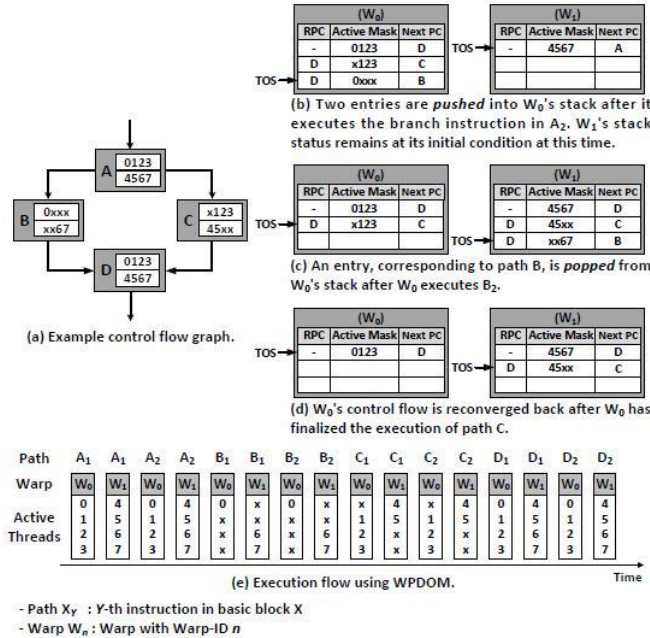 (W0)
RPC Active Mask Next PC
- 0123 D
D x123 C
TOS D 0xxx B
(W1)
RPC Active Mask Next PC
TOS - 4567 A
(b) Two entries are pushed into W0's stack after it
executes the branch instruction in A2. W1's stack
status remains at its initial condition at this time.
A 0123
4567
B 0xxx
xx67
C x123
45xx
D 0123
4567
(a) Example control flow graph.
(W0)
RPC Active Mask Next PC
- 0123 D
TOS D x123 C
(W1)
RPC Active Mask Next PC
- 4567 D
D 45xx C
TOS D xx67 B
(c) An entry, corresponding to path B, is popped from
W0's stack after W0 executes B2.
(W0)
RPC Active Mask Next PC
TOS - 0123 D
(W1)
RPC Active Mask Next PC
- 4567 D
TOS D 45xx C
(d) W0's control flow is reconverged back after W0 has
finalized the execution of path C.
Path A1 A1 A2 A2 B1 B1 B2 B2 C1 C1 C2 C2 D1 D1 D2 D2
Warp W0 W1 W0 W1 W0 W1 W0 W1 W0 W1 W0 W1 W0 W1 W0 W1
Active Threads
0 4 0 4 0 x 0 x x 4 x 4 0 4 0 4
1 5 1 5 x x x x 1 5 1 5 1 5 1 5
2 6 2 6 x 6 x 6 2 x 2 x 2 6 2 6
3 7 3 7 x 7 x 7 3 x 3 x 3 7 3 7
Time
(e) Execution flow using WPDOM.
- Path XY : Y-th instruction in basic block X
- Warp Wn : Warp with Warp-ID n